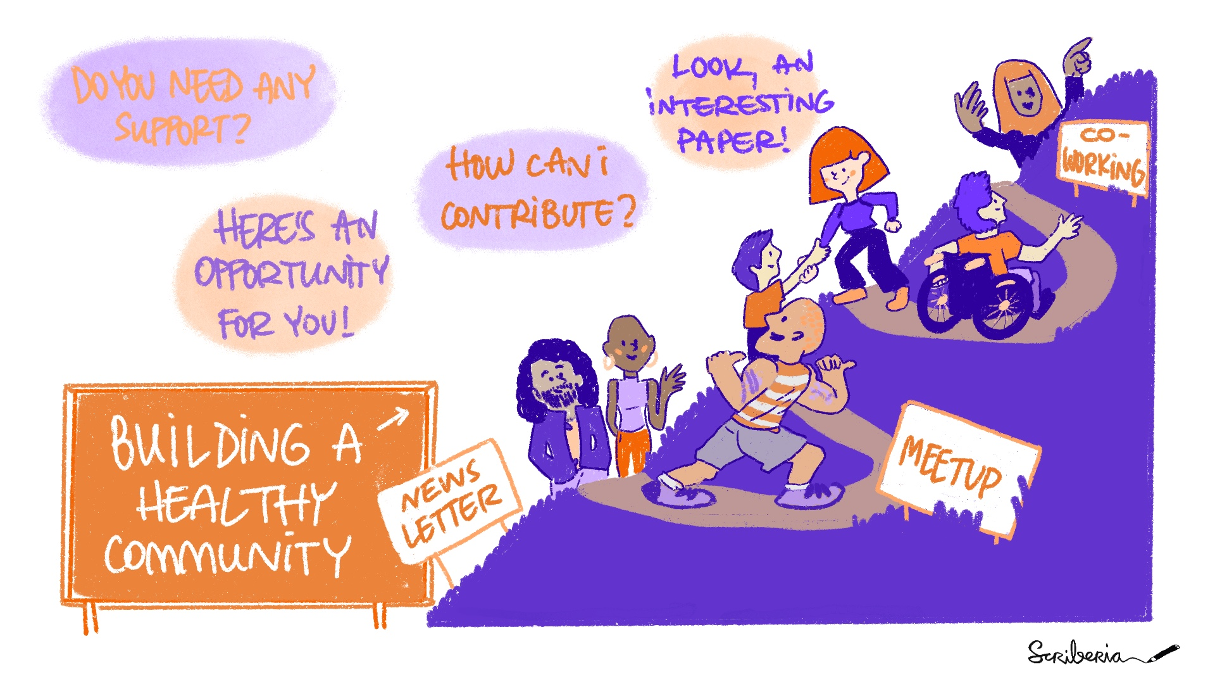 DO YOU NEED ANY
SUPPORT?
HERE'S AN
OPPORTUNITY
FOR YOU!
HOW CAN I
CONTRIBUTE?
LOOK, AN
INTERESTING
PAPER!
CO-
WORKING
MEETUP
NEWS
LETTER
BUILDING A
HEALTHY
COMMUNITY
Scriberia